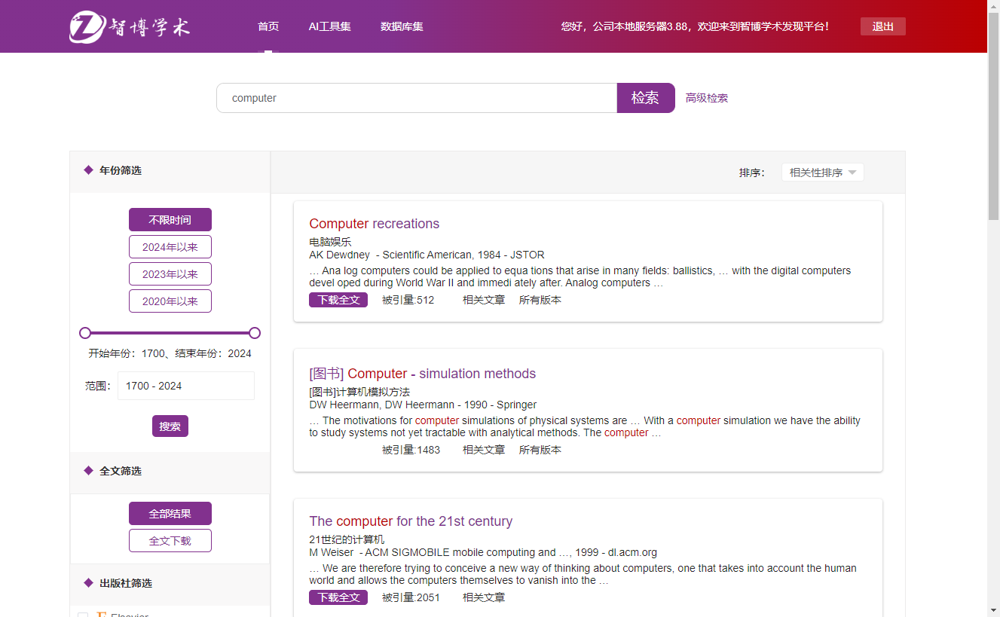 智博学术
首页 AI工具集 数据库集 您好，公司本地服务器3.88，欢迎来到智博学术发现平台！ 退出
computer 检索 高级检索
年份筛选
不限时间
2024年以来
2023年以来
2020年以来
开始年份：1700、结束年份：2024
范围： 1700 - 2024
搜索
全文筛选
全部结果
全文下载
出版社筛选
Elsevier
排序： 相关性排序
Computer recreations
电脑娱乐
AK Dewdney  - Scientific American, 1984 - JSTOR
… Ana log computers could be applied to equa tions that arise in many fields: ballistics, … with the digital computers
devel oped during World War II and immedi ately after. Analog computers …
下载全文 被引量:512 相关文章 所有版本
[图书] Computer - simulation methods
[图书]计算机模拟方法
DW Heermann, DW Heermann - 1990 - Springer
… The motivations for computer simulations of physical systems are … With a computer simulation we have the ability
to study systems not yet tractable with analytical methods. The computer …
被引量:1483 相关文章 所有版本
The computer for the 21st century
21世纪的计算机
M Weiser  - ACM SIGMOBILE mobile computing and …, 1999 - dl.acm.org
… We are therefore trying to conceive a new way of thinking about computers, one that takes into account the human
world and allows the computers themselves to vanish into the …
下载全文 被引量:2051 相关文章